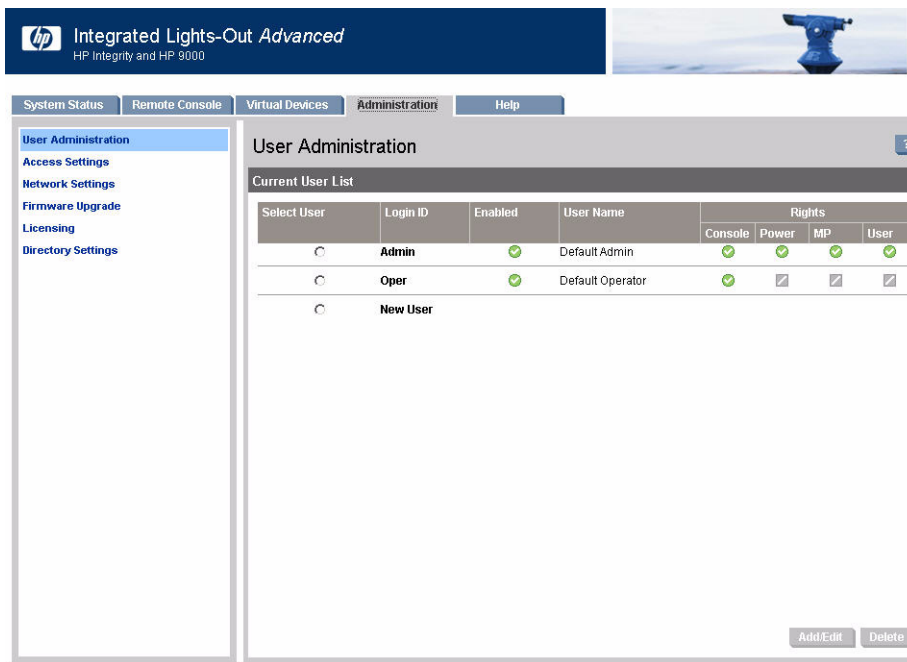 hp
Integrated Lights-Out Advanced
HP Integrity and HP 9000
System Status Remote Console Virtual Devices Administration Help
User Administration
Access Settings
Network Settings
Firmware Upgrade
Licensing
Directory Settings
User Administration
?
Current User List
Select User Login ID Enabled User Name Rights
Console Power MP User
Admin Default Admin
Oper Default Operator
New User
Add/Edit Delete